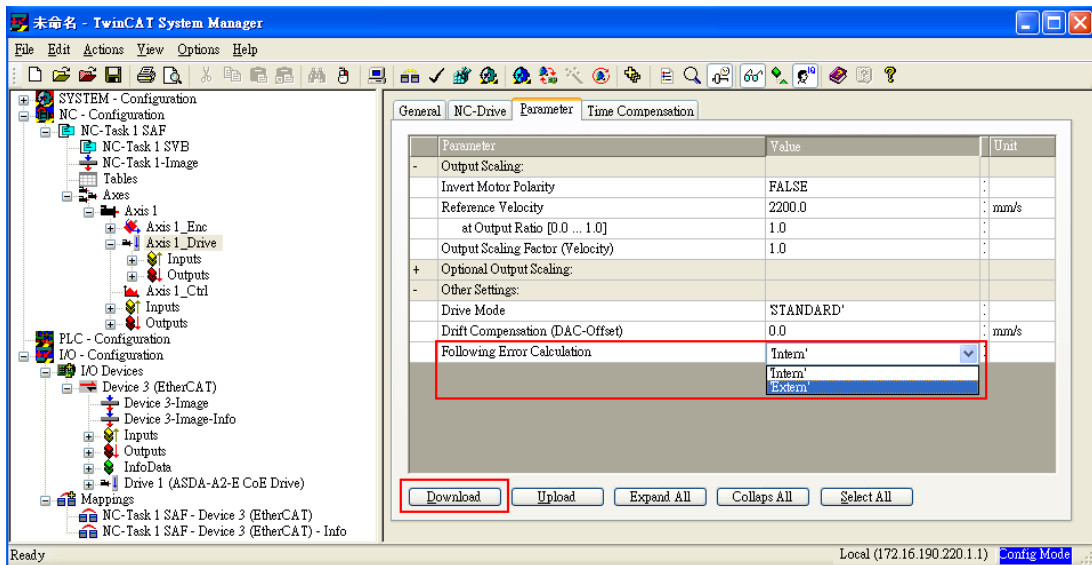 未命名 - TwinCAT System Manager
File Edit Actions View Options Help
SYSTEM - Configuration
NC - Configuration
NC-Task 1 SAF
NC-Task 1 SVB
NC-Task 1-Image
Tables
Axes
Axis 1
Axis 1_Enc
Axis 1_Drive
Inputs
Outputs
Axis 1_Ctrl
Inputs
Outputs
PLC - Configuration
I/O - Configuration
I/O Devices
Device 3 (EtherCAT)
Device 3-Image
Device 3-Image-Info
Inputs
Outputs
InfoData
Drive 1 (ASDA-A2-E CoE Drive)
Mappings
NC-Task 1 SAF - Device 3 (EtherCAT)
NC-Task 1 SAF - Device 3 (EtherCAT) - Info
General NC-Drive Parameter Time Compensation
Parameter Value Unit
- Output Scaling:
Invert Motor Polarity FALSE
Reference Velocity 2200.0 mm/s
at Output Ratio [0.0 ... 1.0] 1.0
Output Scaling Factor (Velocity) 1.0
+ Optional Output Scaling:
- Other Settings:
Drive Mode 'STANDARD'
Drift Compensation (DAC-Offset) 0.0 mm/s
Following Error Calculation 'Intern'
'Intern'
'Extern'
Download Upload Expand All Collaps All Select All
Ready Local (172.16.190.220.1.1) Config Mode